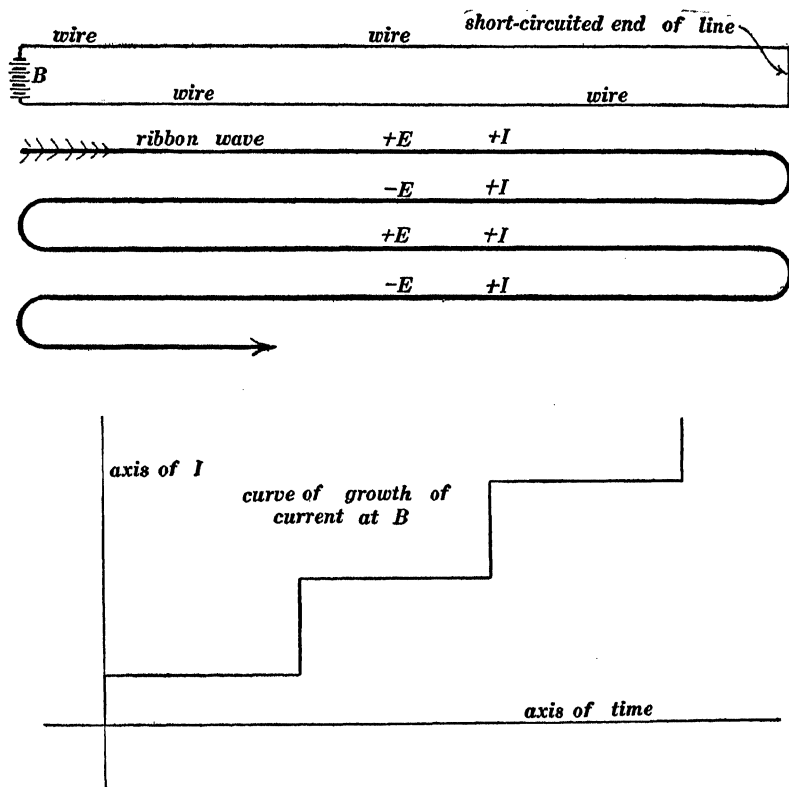 short-circuited end of line
wire wire
B
wire wire
ribbon wave +E +I
-E +I
+E +I
-E +I
axis of I
curve of growth of
current at B
axis of time